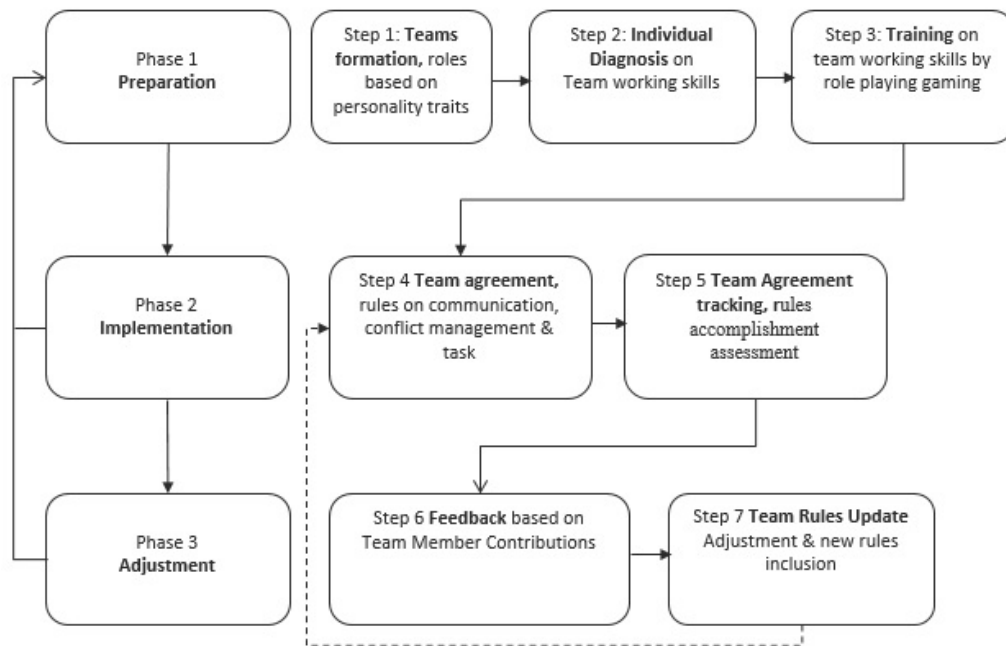 Phase 1
Preparation
Step 1: Teams
formation, roles
based on
personality traits
Step 2: Individual
Diagnosis on
Team working skills
Step 3: Training on
team working skills by
role playing gaming
Phase 2
Implementation
Step 4 Team agreement,
rules on communication,
conflict management &
task
Step 5 Team Agreement
tracking, rules
accomplishment
assessment
Phase 3
Adjustment
Step 6 Feedback based on
Team Member Contributions
Step 7 Team Rules Update
Adjustment & new rules
inclusion